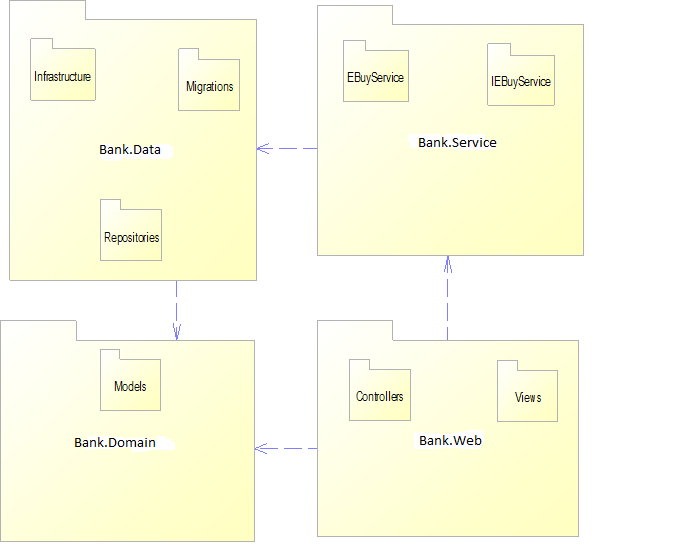 Infrastructure
Migrations
Bank.Data
Repositories
EBuyService
IEBuyService
Bank.Service
Models
Bank.Domain
Controllers
Views
Bank.Web